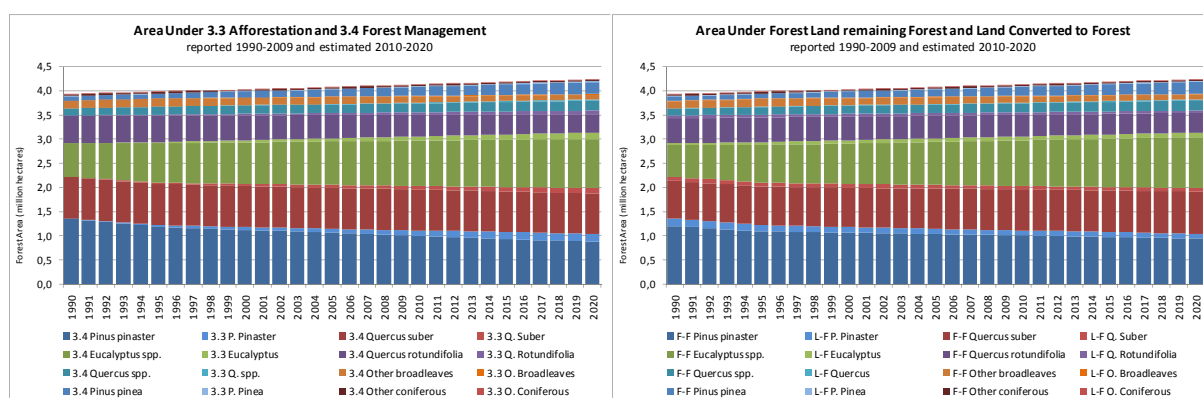 Area Under 3.3 Afforestation and 3.4 Forest Management
reported 1990-2009 and estimated 2010-2020
Forest Area (million hectares)
4,5
4,0
3,5
3,0
2,5
2,0
1,5
1,0
0,5
0,0
1990 1991 1992 1993 1994 1995 1996 1997 1998 1999 2000 2001 2002 2003 2004 2005 2006 2007 2008 2009 2010 2011 2012 2013 2014 2015 2016 2017 2018 2019 2020
3.4 Pinus pinaster 3.3 P. Pinaster 3.4 Quercus suber 3.3 Q. Suber
3.4 Eucalyptus spp. 3.3 Eucalyptus 3.4 Quercus rotundifolia 3.3 Q. Rotundifolia
3.4 Quercus spp. 3.3 Q. spp. 3.4 Other broadleaves 3.3 O. Broadleaves
3.4 Pinus pinea 3.3 P. Pinea 3.4 Other coniferous 3.3 O. Coniferous
Area Under Forest Land remaining Forest and Land Converted to Forest
reported 1990-2009 and estimated 2010-2020
Forest Area (million hectares)
4,5
4,0
3,5
3,0
2,5
2,0
1,5
1,0
0,5
0,0
1990 1991 1992 1993 1994 1995 1996 1997 1998 1999 2000 2001 2002 2003 2004 2005 2006 2007 2008 2009 2010 2011 2012 2013 2014 2015 2016 2017 2018 2019 2020
F-F Pinus pinaster L-F P. Pinaster F-F Quercus suber L-F Q. Suber
F-F Eucalyptus spp. L-F Eucalyptus F-F Quercus rotundifolia L-F Q. Rotundifolia
F-F Quercus spp. L-F Quercus F-F Other broadleaves L-F O. Broadleaves
F-F Pinus pinea L-F P. Pinea F-F Other coniferous L-F O. Coniferous